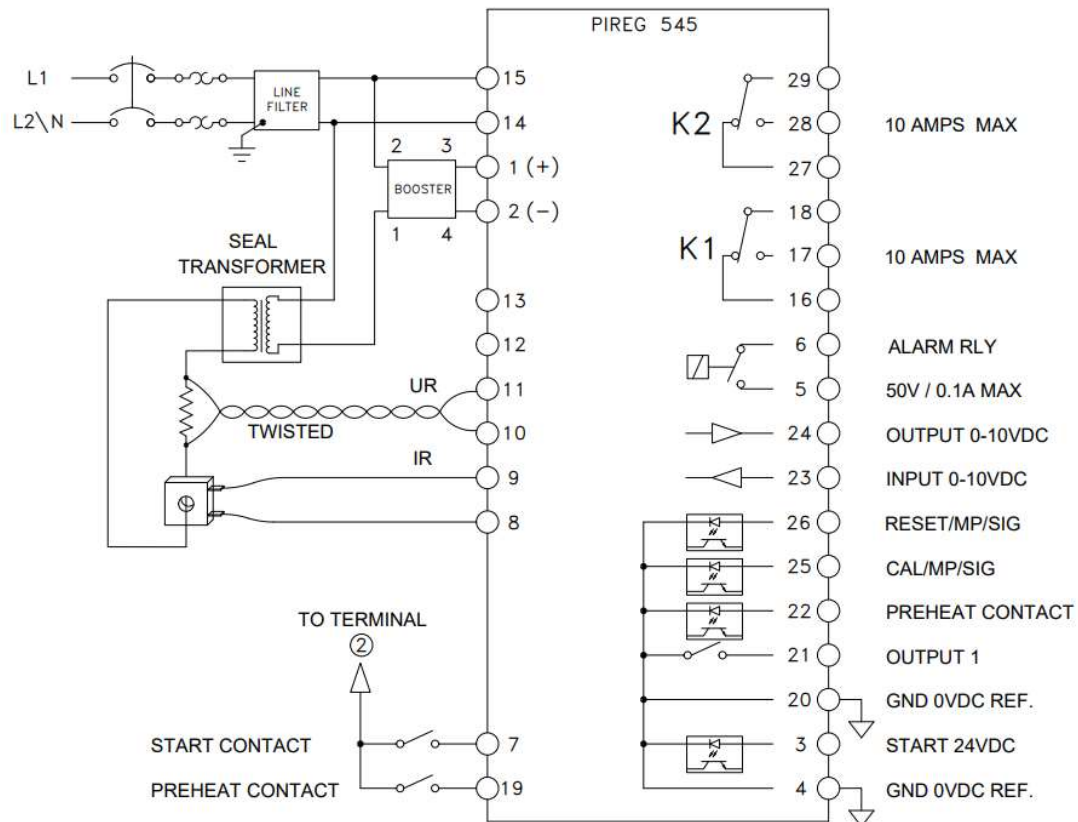 PIREG 545
L1
L2\N
LINE
FILTER
15
14
2 3
1 (+)
BOOSTER
2 (-)
1 4
SEAL
TRANSFORMER
13
12
UR
11
TWISTED
10
IR
9
8
TO TERMINAL
2
START CONTACT
7
PREHEAT CONTACT
19
K2
29
28 10 AMPS MAX
27
K1
18
17 10 AMPS MAX
16
6 ALARM RLY
5 50V / 0.1A MAX
24 OUTPUT 0-10VDC
23 INPUT 0-10VDC
26 RESET/MP/SIG
25 CAL/MP/SIG
22 PREHEAT CONTACT
21 OUTPUT 1
20 GND 0VDC REF.
3 START 24VDC
4 GND 0VDC REF.